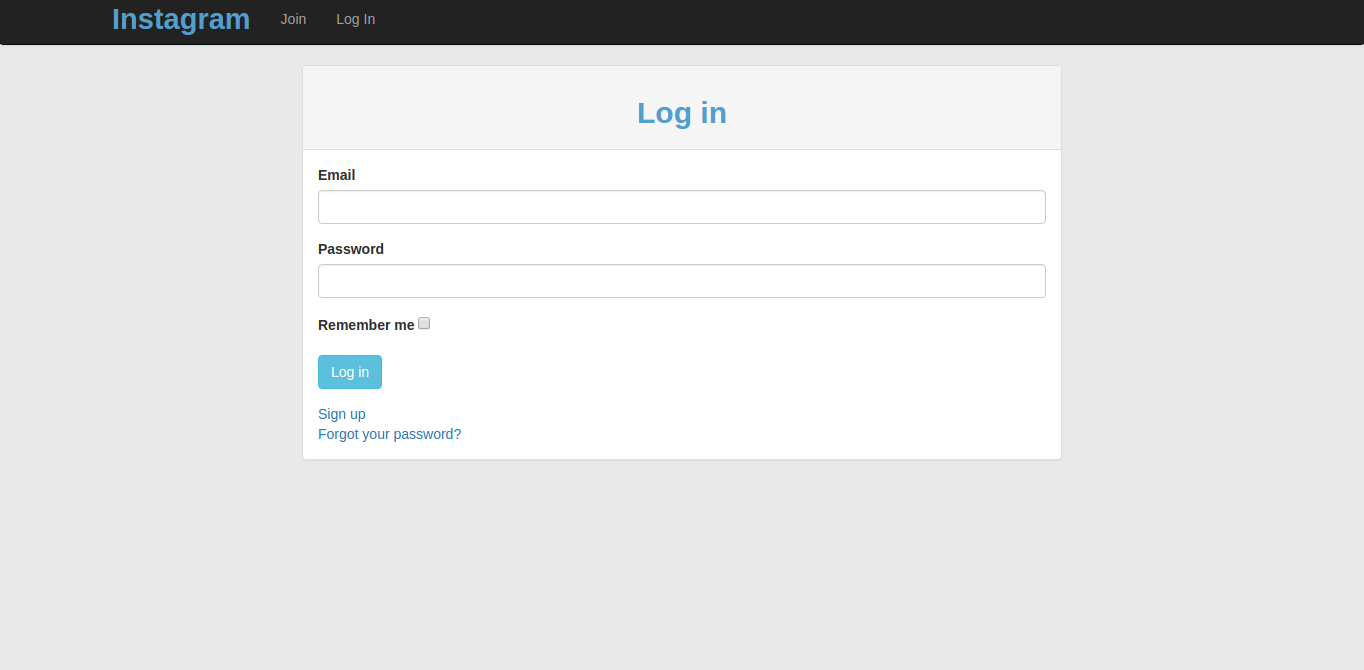 Instagram Join Log In
Log in
Email
Password
Remember me
Log in
Sign up
Forgot your password?